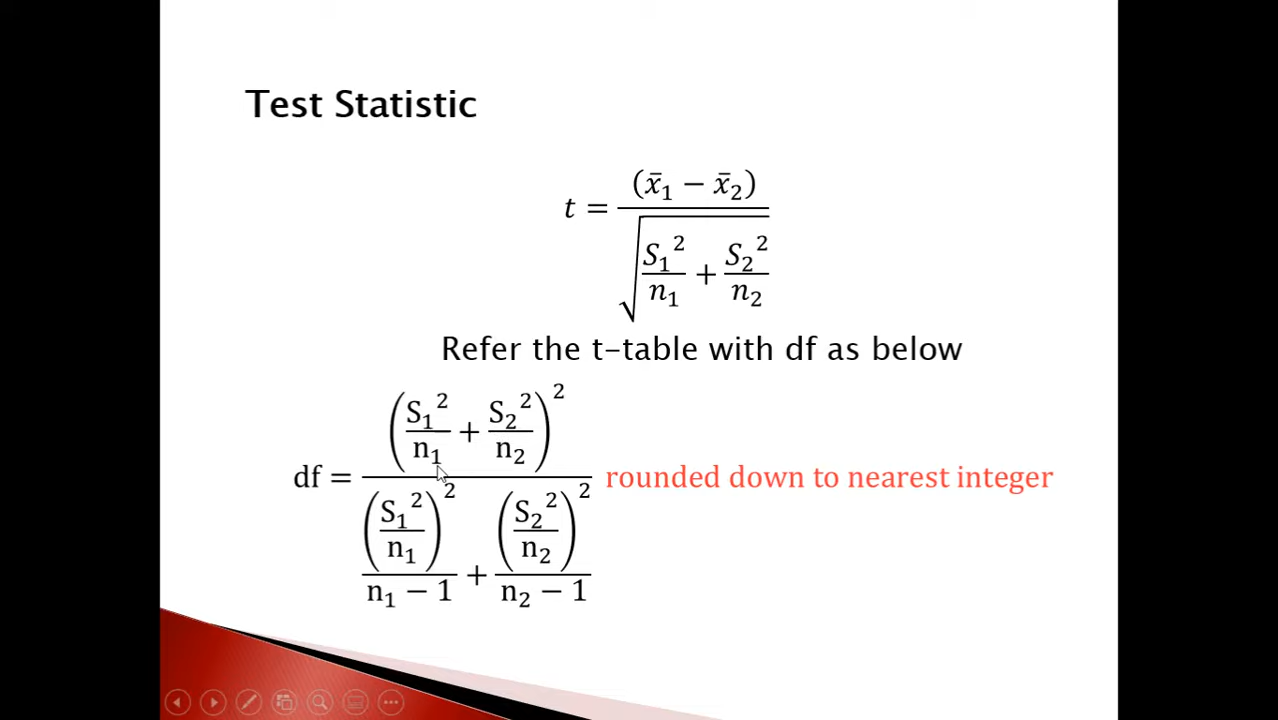 Test Statistic
t = (x̄₁ − x̄₂) / √(S₁²/n₁ + S₂²/n₂)
Refer the t-table with df as below
df = (S₁²/n₁ + S₂²/n₂)² / ((S₁²/n₁)²/(n₁ − 1) + (S₂²/n₂)²/(n₂ − 1)) rounded down to nearest integer